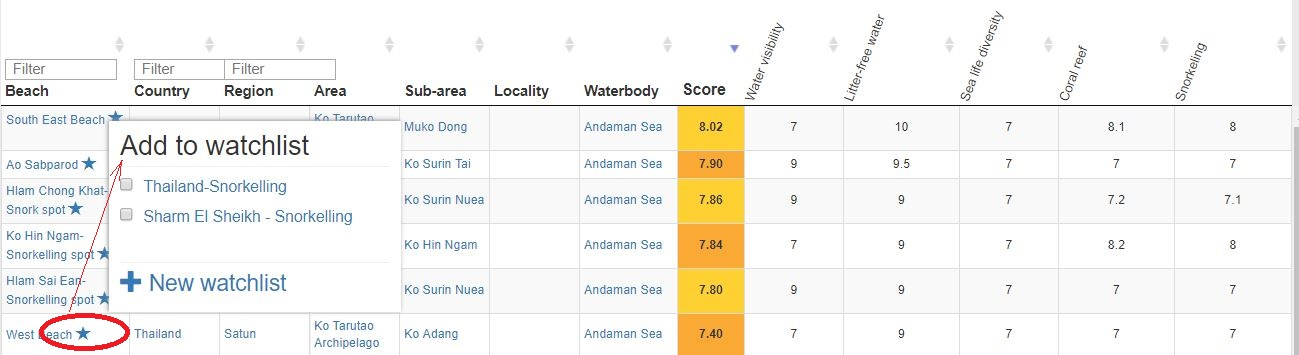 Water visibility
Litter-free water
Sea life diversity
Coral reef
Snorkeling
Filter Filter Filter
Beach Country Region Area Sub-area Locality Waterbody Score
South East Beach Ko Tarutao Muko Dong Andaman Sea 8.02 7 10 7 8.1 8
Add to watchlist
Ao Sabparod Ko Surin Tai Andaman Sea 7.90 9 9.5 7 7 7
Thailand-Snorkelling
Hlam Chong Khat-
Snork spot Ko Surin Nuea Andaman Sea 7.86 9 9 7 7.2 7.1
Sharm El Sheikh - Snorkelling
Ko Hin Ngam-
Snorkelling spot Ko Hin Ngam Andaman Sea 7.84 7 9 7 8.2 8
Hlam Sai Ean-
Snorkelling spot Ko Surin Nuea Andaman Sea 7.80 9 9 7 7 7
New watchlist
West Beach Thailand Satun Ko Tarutao
Archipelago Ko Adang Andaman Sea 7.40 7 9 7 7 7